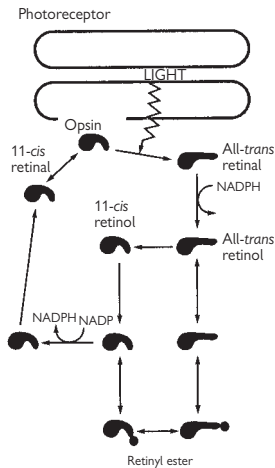 Photoreceptor
LIGHT
Opsin
11-cis
retinal
All-trans
retinal
NADPH
11-cis
retinol
All-trans
retinol
NADPH
NADP
Retinyl ester